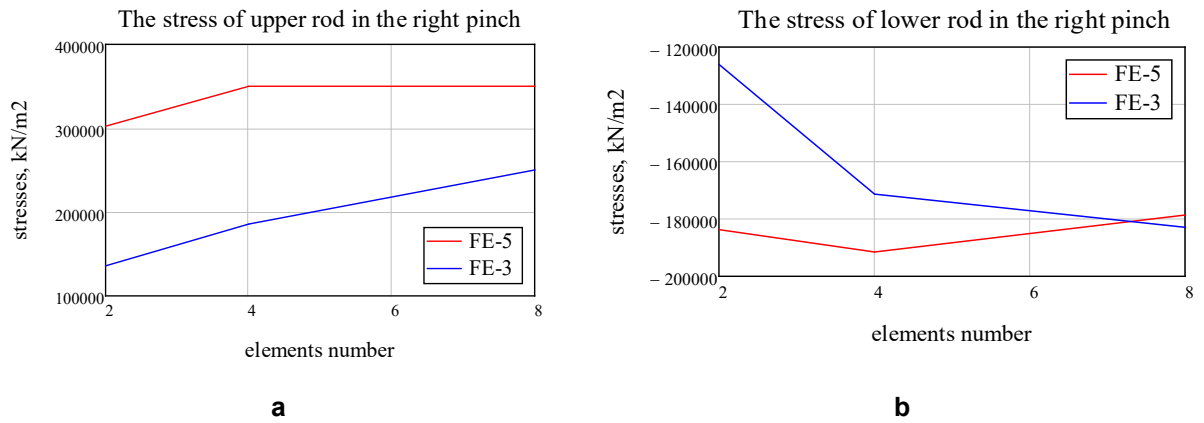 The stress of upper rod in the right pinch
400000
300000
200000
100000
stresses, kN/m2
FE-5
FE-3
2
4
6
8
elements number
a
The stress of lower rod in the right pinch
– 120000
– 140000
– 160000
– 180000
– 200000
stresses, kN/m2
FE-5
FE-3
2
4
6
8
elements number
b